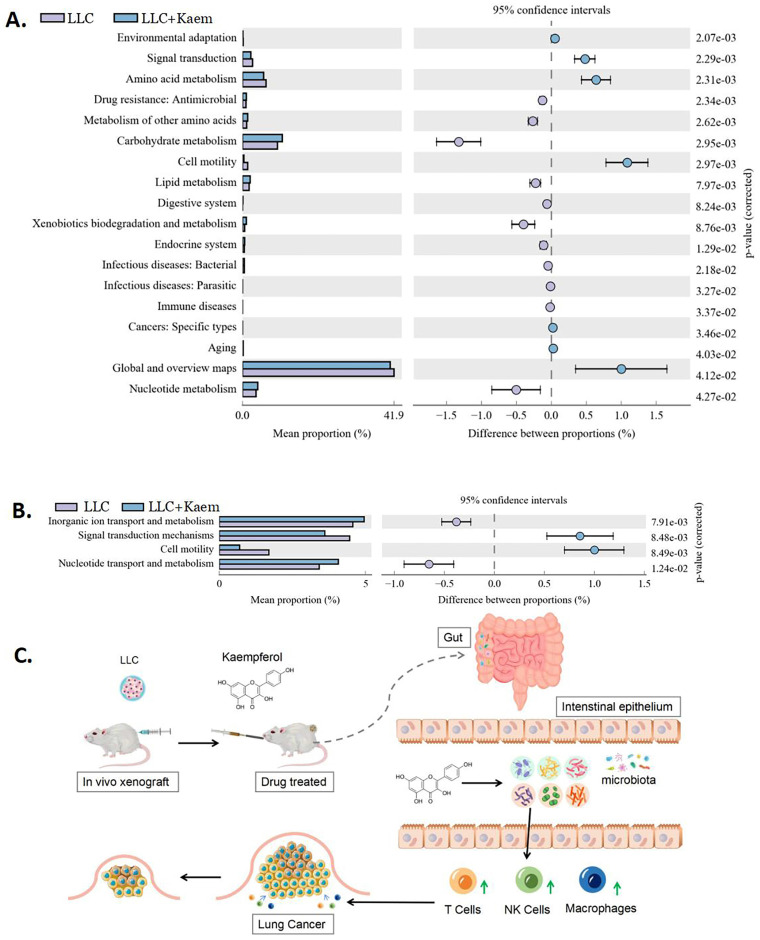 A.
LLC LLC+Kaem
95% confidence intervals
Environmental adaptation 2.07e-03
Signal transduction 2.29e-03
Amino acid metabolism 2.31e-03
Drug resistance: Antimicrobial 2.34e-03
Metabolism of other amino acids 2.62e-03
Carbohydrate metabolism 2.95e-03
Cell motility 2.97e-03
Lipid metabolism 7.97e-03
Digestive system 8.24e-03
Xenobiotics biodegradation and metabolism 8.76e-03
Endocrine system 1.29e-02
Infectious diseases: Bacterial 2.18e-02
Infectious diseases: Parasitic 3.27e-02
Immune diseases 3.37e-02
Cancers: Specific types 3.46e-02
Aging 4.03e-02
Global and overview maps 4.12e-02
Nucleotide metabolism 4.27e-02
p-value (corrected)
0.0 41.9 −1.5 −1.0 −0.5 0.0 0.5 1.0 1.5
Mean proportion (%) Difference between proportions (%)
B.
LLC LLC+Kaem
95% confidence intervals
Inorganic ion transport and metabolism 7.91e-03
Signal transduction mechanisms 8.48e-03
Cell motility 8.49e-03
Nucleotide transport and metabolism 1.24e-02
p-value (corrected)
0 5 −1.0 −0.5 0.0 0.5 1.0 1.5
Mean proportion (%) Difference between proportions (%)
C.
LLC
Kaempferol
Gut
OH
HO
O
OH
OH
O
Intenstinal epithelium
In vivo xenograft
Drug treated
OH
HO
O
OH
OH
O
microbiota
T Cells
NK Cells
Macrophages
Lung Cancer